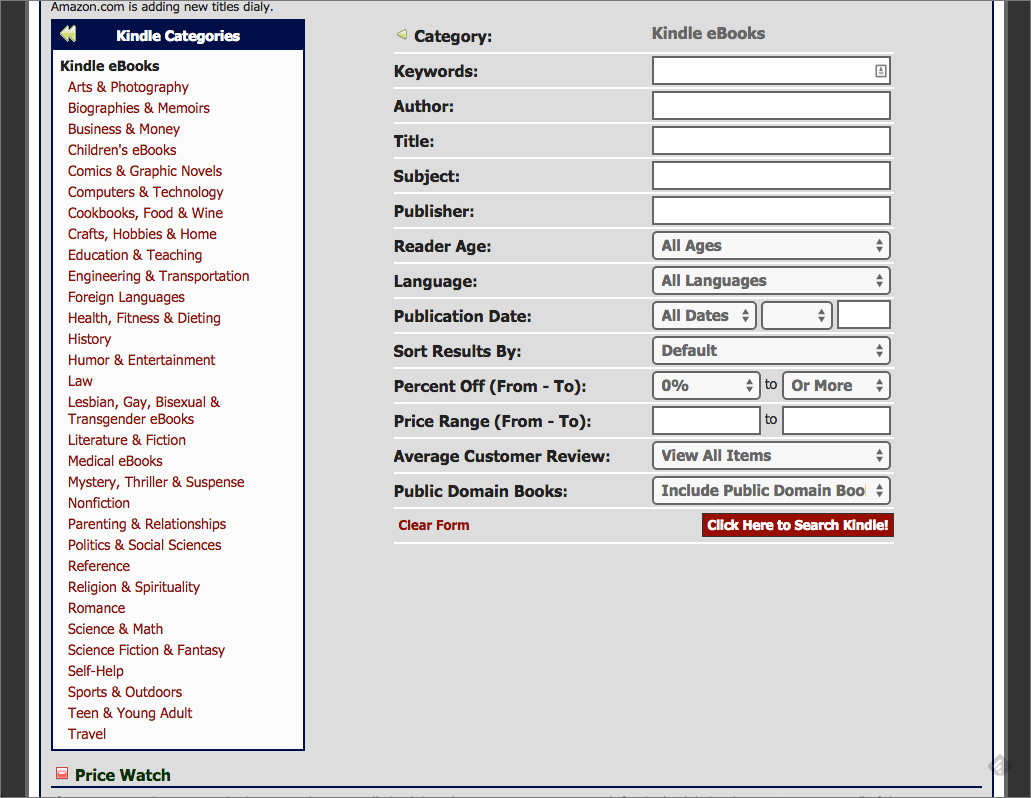 Amazon.com is adding new titles dialy.
Kindle Categories
Kindle eBooks
Arts & Photography
Biographies & Memoirs
Business & Money
Children's eBooks
Comics & Graphic Novels
Computers & Technology
Cookbooks, Food & Wine
Crafts, Hobbies & Home
Education & Teaching
Engineering & Transportation
Foreign Languages
Health, Fitness & Dieting
History
Humor & Entertainment
Law
Lesbian, Gay, Bisexual &
Transgender eBooks
Literature & Fiction
Medical eBooks
Mystery, Thriller & Suspense
Nonfiction
Parenting & Relationships
Politics & Social Sciences
Reference
Religion & Spirituality
Romance
Science & Math
Science Fiction & Fantasy
Self-Help
Sports & Outdoors
Teen & Young Adult
Travel
Category: Kindle eBooks
Keywords:
Author:
Title:
Subject:
Publisher:
Reader Age: All Ages
Language: All Languages
Publication Date: All Dates
Sort Results By: Default
Percent Off (From - To): 0% to Or More
Price Range (From - To): to
Average Customer Review: View All Items
Public Domain Books: Include Public Domain Boo
Clear Form Click Here to Search Kindle!
Price Watch